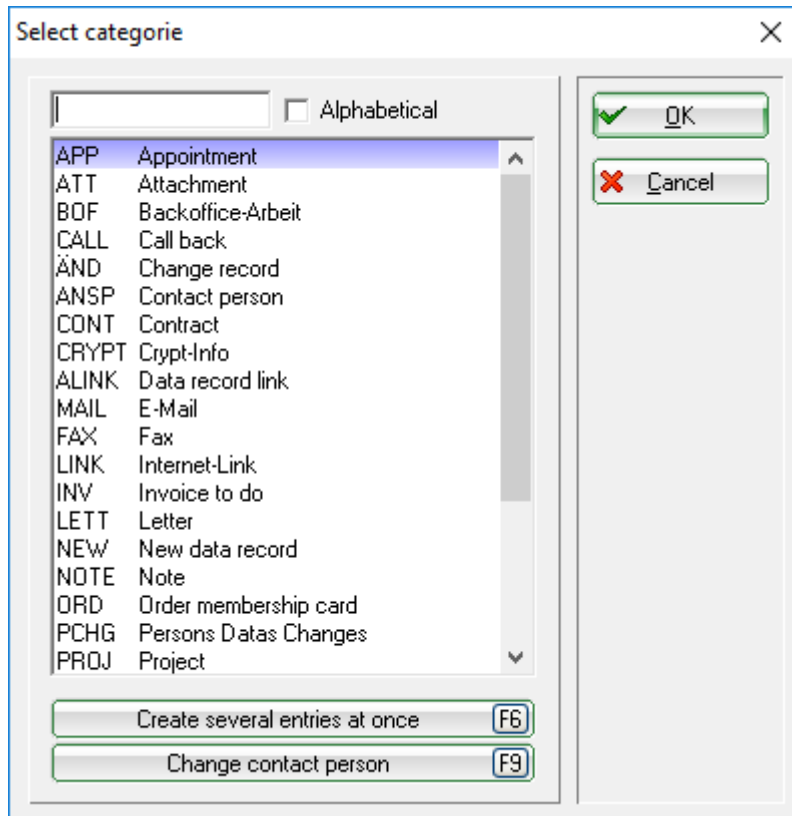 Select categorie
Alphabetical
OK
Cancel
APP Appointment
ATT Attachment
BOF Backoffice-Arbeit
CALL Call back
ÄND Change record
ANSP Contact person
CONT Contract
CRYPT Crypt-Info
ALINK Data record link
MAIL E-Mail
FAX Fax
LINK Internet-Link
INV Invoice to do
LETT Letter
NEW New data record
NOTE Note
ORD Order membership card
PCHG Persons Datas Changes
PROJ Project
Create several entries at once F6
Change contact person F9